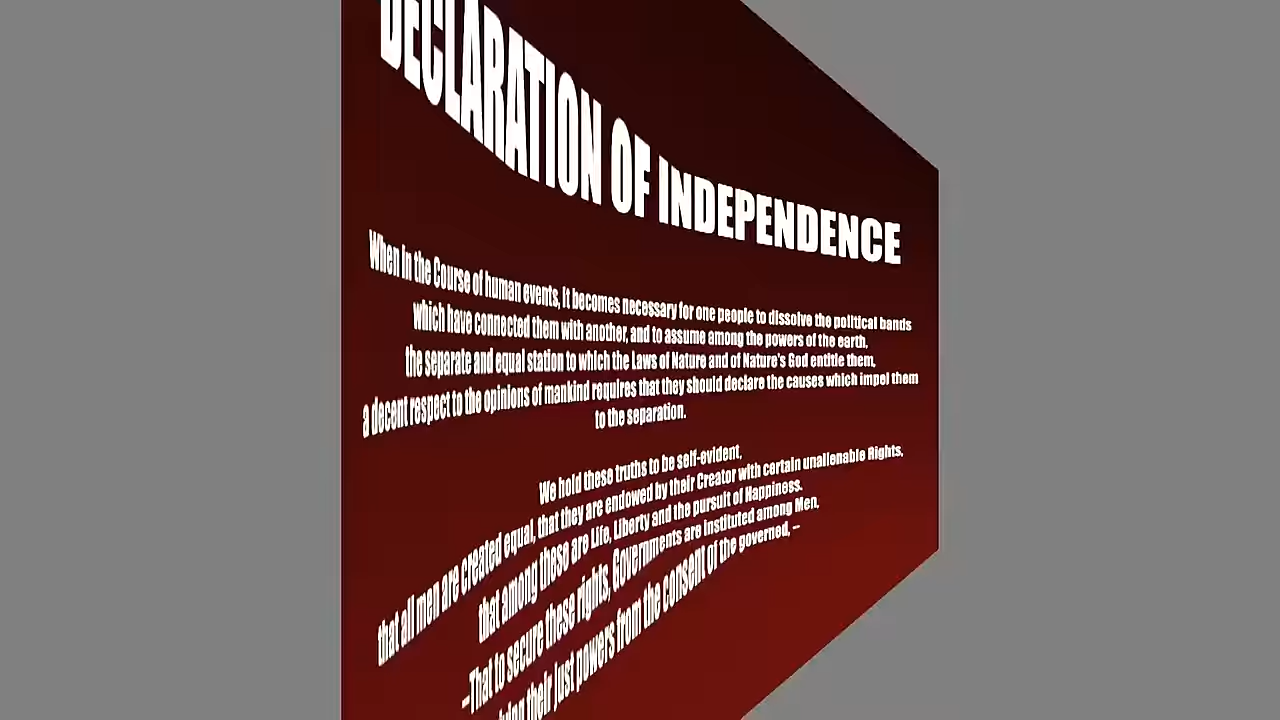 DECLARATION OF INDEPENDENCE
When in the Course of human events, it becomes necessary for one people to dissolve the political bands
which have connected them with another, and to assume among the powers of the earth,
the separate and equal station to which the Laws of Nature and of Nature's God entitle them,
a decent respect to the opinions of mankind requires that they should declare the causes which impel them
to the separation.
We hold these truths to be self-evident,
that all men are created equal, that they are endowed by their Creator with certain unalienable Rights,
that among these are Life, Liberty and the pursuit of Happiness.
--That to secure these rights, Governments are instituted among Men,
their just powers from the consent of the governed, --